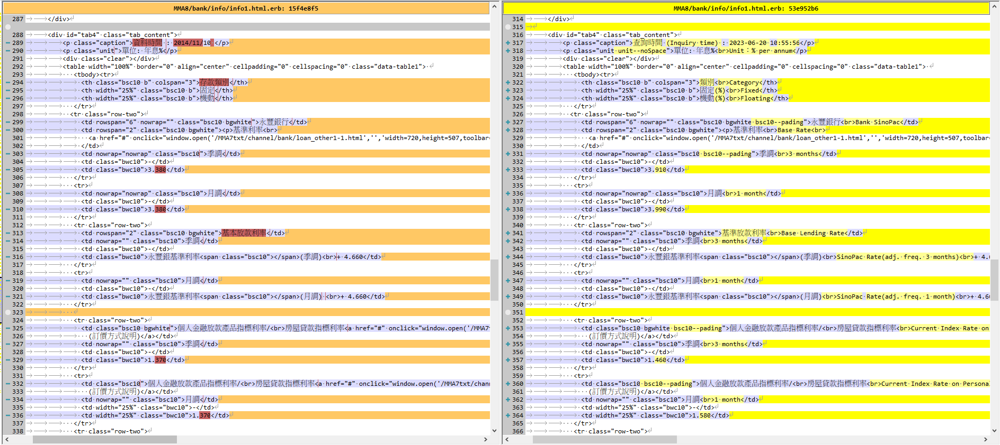 MMA8/bank/info/info1.html.erb: 15f4e8f5
287 </div>
288 <div id="tab4" class="tab_content">
289 <p class="caption">資料時間 : 2014/11/10 </p>
290 <p class="unit">單位: 年息%</p>
291 <div class="clear"></div>
292 <table width="100%" border="0" align="center" cellpadding="0" cellspacing="0" class="data-table1">
293 <tbody><tr>
294 <th class="bsc10 b" colspan="3">存款類別</th>
295 <th width="25%" class="bsc10 b">固定</th>
296 <th width="25%" class="bsc10 b">機動</th>
297 </tr>
298 <tr class="row-two">
299 <td rowspan="6" nowrap="" class="bsc10 bgwhite">永豐銀行</td>
300 <td rowspan="2" class="bsc10 bgwhite"><p>基準利率<br>
301 <a href="#" onclick="window.open('/MMA7txt/channel/bank/loan_other1-1.html','','width=720,height=507,toolbar=
302 </td>
303 <td nowrap="nowrap" class="bsc10">季調</td>
304 <td class="bwc10">-</td>
305 <td class="bwc10">3.380</td>
306 </tr>
307 <tr>
308 <td nowrap="nowrap" class="bsc10">月調</td>
309 <td class="bwc10">-</td>
310 <td class="bwc10">3.380</td>
311 </tr>
312 <tr class="row-two">
313 <td rowspan="2" class="bsc10 bgwhite">基本放款利率</td>
314 <td nowrap="" class="bsc10">季調</td>
315 <td class="bwc10">-</td>
316 <td class="bwc10">永豐銀基準利率<span class="bsc10"></span>(季調)<br>+ 4.660</td>
317 </tr>
318 <tr>
319 <td nowrap="" class="bsc10">月調</td>
320 <td class="bwc10">-</td>
321 <td class="bwc10">永豐銀基準利率<span class="bsc10"></span>(月調) <br>+ 4.660</td>
322 </tr>
323
324 <tr class="row-two">
325 <td class="bsc10 bgwhite">個人金融放款產品指標利率/<br>房屋貸款指標利率<a href="#" onclick="window.open('/MMA7
326 (訂價方式說明)</a></td>
327 <td nowrap="" class="bsc10">季調</td>
328 <td class="bwc10">-</td>
329 <td class="bwc10">1.370</td>
330 </tr>
331 <tr>
332 <td class="bsc10">個人金融放款產品指標利率/<br>房屋貸款指標利率<a href="#" onclick="window.open('/MMA7txt/chann
333 (訂價方式說明)</a></td>
334 <td nowrap="" class="bsc10">月調</td>
335 <td width="25%" class="bwc10">-</td>
336 <td width="25%" class="bwc10">1.370</td>
337 </tr>
338 <tr class="row-two">
MMA8/bank/info/info1.html.erb: 53e952b6
314 </div>
315
316 <div id="tab4" class="tab_content">
317 <p class="caption">查詢時間 (Inquiry time) : 2023-06-20 10:55:56</p>
318 <p class="unit unit--noSpace">單位: 年息%<br>Unit：% per annum</p>
319 <div class="clear"></div>
320 <table width="100%" border="0" align="center" cellpadding="0" cellspacing="0" class="data-table1">
321 <tbody><tr>
322 <th class="bsc10 b" colspan="3">類別<br>Category</th>
323 <th width="25%" class="bsc10 b">固定(%)<br>Fixed</th>
324 <th width="25%" class="bsc10 b">機動(%)<br>Floating</th>
325 </tr>
326 <tr class="row-two">
327 <td rowspan="6" nowrap="" class="bsc10 bgwhite bsc10--pading">永豐銀行<br>Bank SinoPac</td>
328 <td rowspan="2" class="bsc10 bgwhite"><p>基準利率<br>Base Rate<br>
329 <a href="#" onclick="window.open('/MMA7txt/channel/bank/loan_other1-1.html','','width=720,height=507,toolbar=
330 </td>
331 <td nowrap="nowrap" class="bsc10 bsc10--pading">季調<br>3 months</td>
332 <td class="bwc10">-</td>
333 <td class="bwc10">3.910</td>
334 </tr>
335 <tr>
336 <td nowrap="nowrap" class="bsc10">月調<br>1 month</td>
337 <td class="bwc10">-</td>
338 <td class="bwc10">3.990</td>
339 </tr>
340 <tr class="row-two">
341 <td rowspan="2" class="bsc10 bgwhite">基準放款利率<br>Base Lending Rate</td>
342 <td nowrap="" class="bsc10">季調<br>3 months</td>
343 <td class="bwc10">-</td>
344 <td class="bwc10">永豐銀基準利率<span class="bsc10"></span>(季調)<br>SinoPac Rate(adj. freq. 3 months)<br>+ 4.6
345 </tr>
346 <tr>
347 <td nowrap="" class="bsc10">月調<br>1 month</td>
348 <td class="bwc10">-</td>
349 <td class="bwc10">永豐銀基準利率<span class="bsc10"></span>(月調)<br>SinoPac Rate(adj. freq. 1 month)<br>+ 4.66
350 </tr>
351
352 <tr class="row-two">
353 <td class="bsc10 bgwhite bsc10--pading">個人金融放款產品指標利率/<br>房屋貸款指標利率<br>Current Index Rate on
354 (訂價方式說明)</a></td>
355 <td nowrap="" class="bsc10">季調<br>3 months</td>
356 <td class="bwc10">-</td>
357 <td class="bwc10">1.460</td>
358 </tr>
359 <tr>
360 <td class="bsc10 bsc10--pading">個人金融放款產品指標利率/<br>房屋貸款指標利率<br>Current Index Rate on Personal
361 (訂價方式說明)</a></td>
362 <td nowrap="" class="bsc10">月調<br>1 month</td>
363 <td width="25%" class="bwc10">-</td>
364 <td width="25%" class="bwc10">1.580</td>
365 </tr>
366 <tr class="row-two">